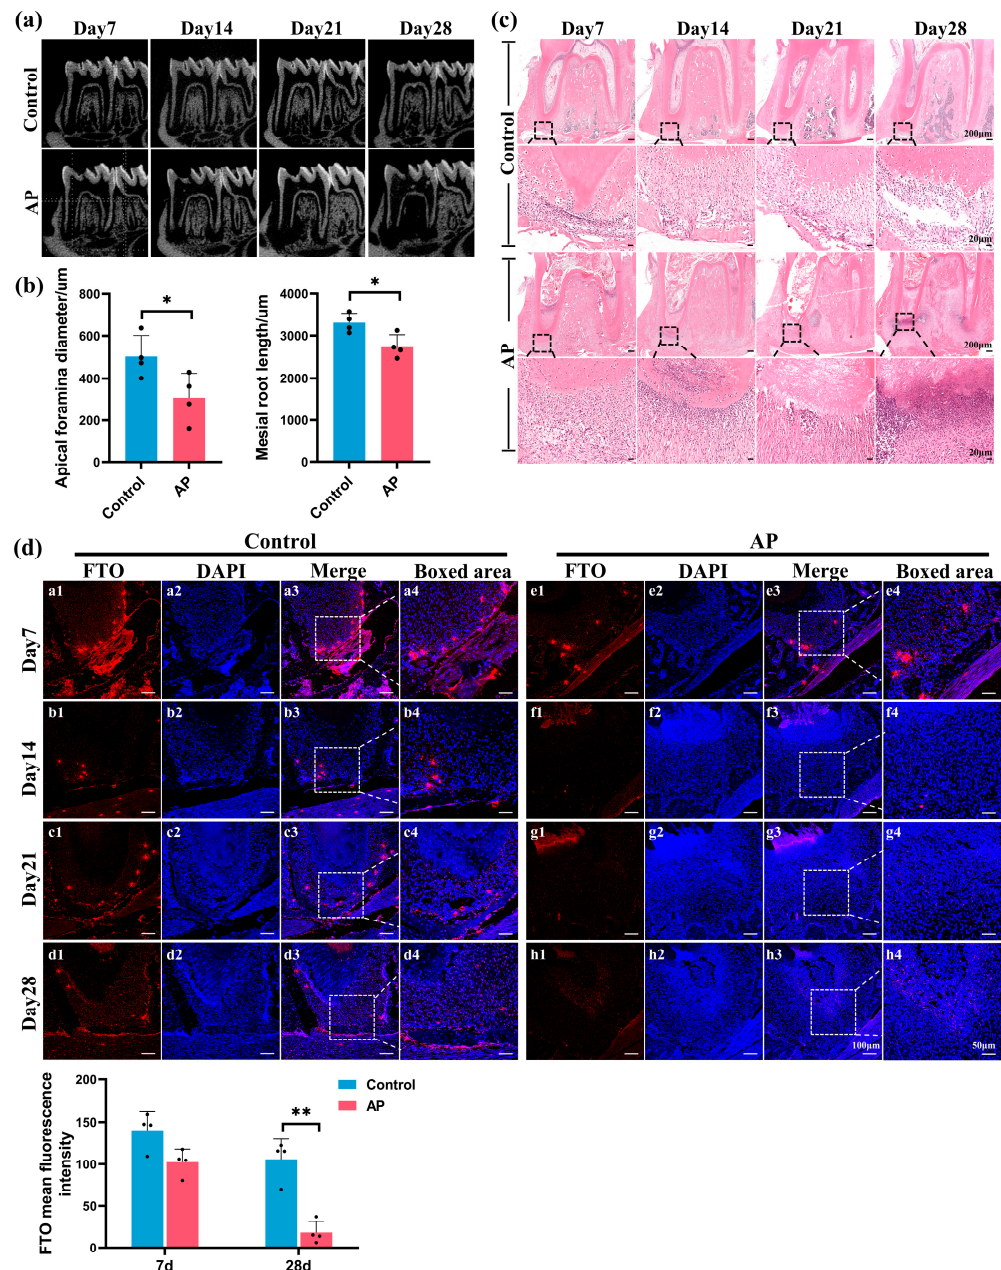 (a)
Day7 Day14 Day21 Day28
Control
AP
(b)
Apical foramina diameter/um
800
600
400
200
0
Control AP
*
Mesial root length/um
4000
3000
2000
1000
0
Control AP
*
(c)
Day7 Day14 Day21 Day28
Control
200μm
20μm
AP
200μm
20μm
(d)
Control AP
FTO DAPI Merge Boxed area FTO DAPI Merge Boxed area
Day7
a1 a2 a3 a4 e1 e2 e3 e4
Day14
b1 b2 b3 b4 f1 f2 f3 f4
Day21
c1 c2 c3 c4 g1 g2 g3 g4
Day28
d1 d2 d3 d4 h1 h2 h3 h4
100μm 50μm
FTO mean fluorescence
intensity
200
150
100
50
0
7d 28d
**
Control
AP